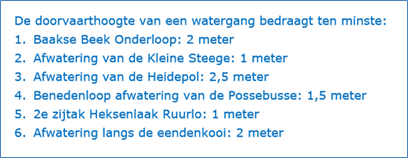 De doorvaarthoogte van een watergang bedraagt ten minste:
1. Baakse Beek Onderloop: 2 meter
2. Afwatering van de Kleine Steege: 1 meter
3. Afwatering van de Heidepol: 2,5 meter
4. Benedenloop afwatering van de Possebusse: 1,5 meter
5. 2e zijtak Heksenlaak Ruurlo: 1 meter
6. Afwatering langs de eendenkooi: 2 meter